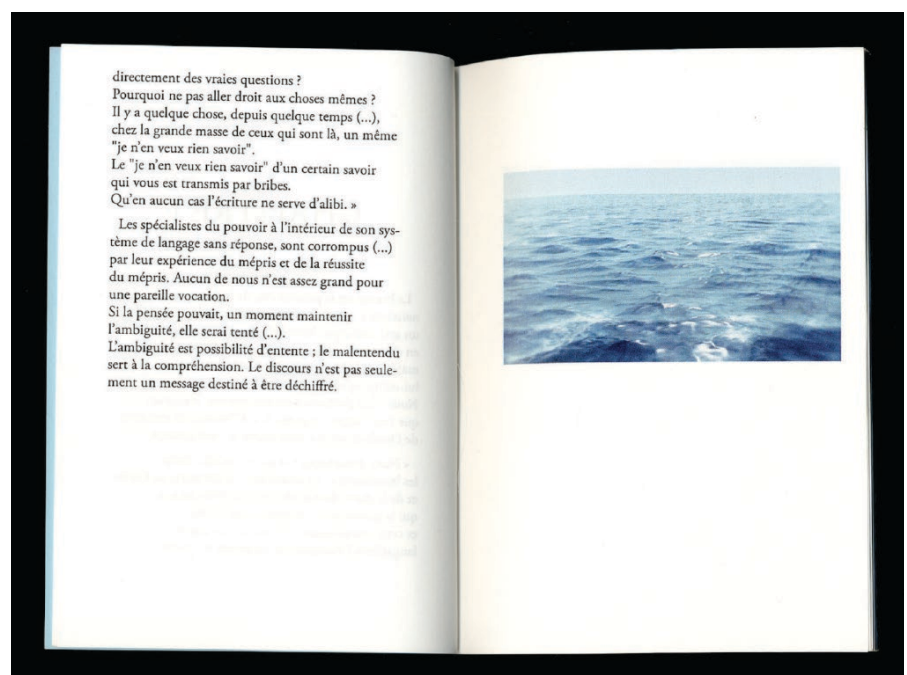 directement des vraies questions ?
Pourquoi ne pas aller droit aux choses mêmes ?
Il y a quelque chose, depuis quelque temps (...),
chez la grande masse de ceux qui sont là, un même
"je n'en veux rien savoir".
Le "je n'en veux rien savoir" d'un certain savoir
qui vous est transmis par bribes.
Qu'en aucun cas l'écriture ne serve d'alibi. »
Les spécialistes du pouvoir à l'intérieur de son sys-
tème de langage sans réponse, sont corrompus (...)
par leur expérience du mépris et de la réussite
du mépris. Aucun de nous n'est assez grand pour
une pareille vocation.
Si la pensée pouvait, un moment maintenir
l'ambiguité, elle serai tenté (...).
L'ambiguité est possibilité d'entente ; le malentendu
sert à la compréhension. Le discours n'est pas seule-
ment un message destiné à être déchiffré.